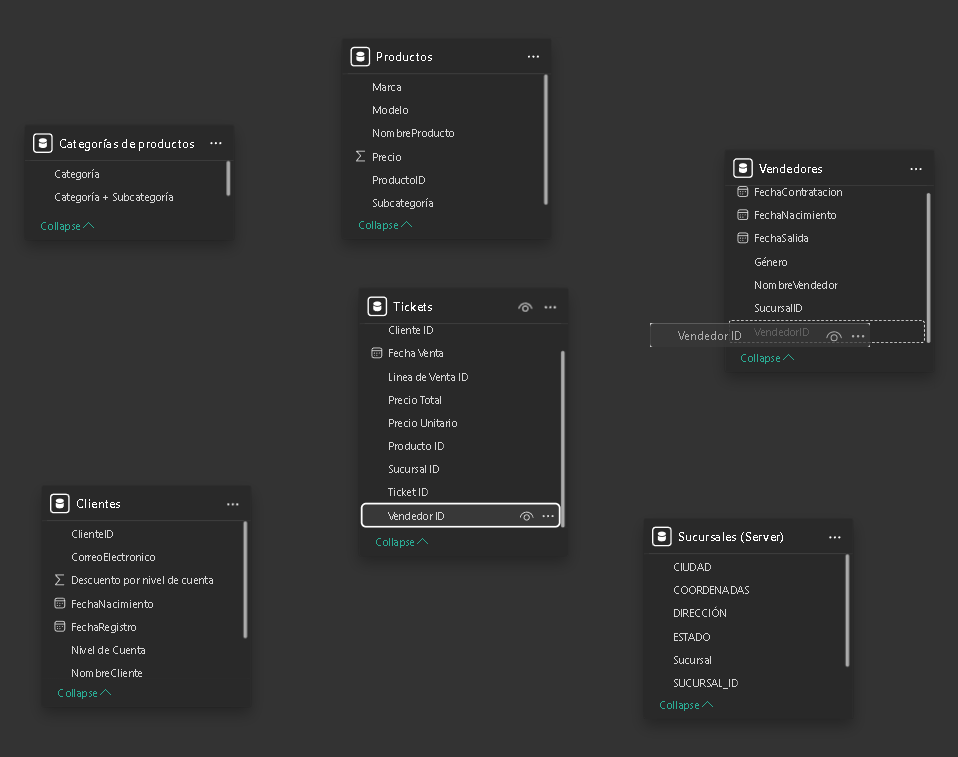 Productos
Marca
Modelo
NombreProducto
Precio
ProductoID
Subcategoría
Collapse
Categorías de productos
Categoría
Categoría + Subcategoría
Collapse
Vendedores
FechaContratacion
FechaNacimiento
FechaSalida
Género
NombreVendedor
SucursalID
VendedorID
Vendedor ID
Collapse
Tickets
Cliente ID
Fecha Venta
Linea de Venta ID
Precio Total
Precio Unitario
Producto ID
Sucursal ID
Ticket ID
Vendedor ID
Collapse
Clientes
ClienteID
CorreoElectronico
Descuento por nivel de cuenta
FechaNacimiento
FechaRegistro
Nivel de Cuenta
NombreCliente
Collapse
Sucursales (Server)
CIUDAD
COORDENADAS
DIRECCIÓN
ESTADO
Sucursal
SUCURSAL_ID
Collapse